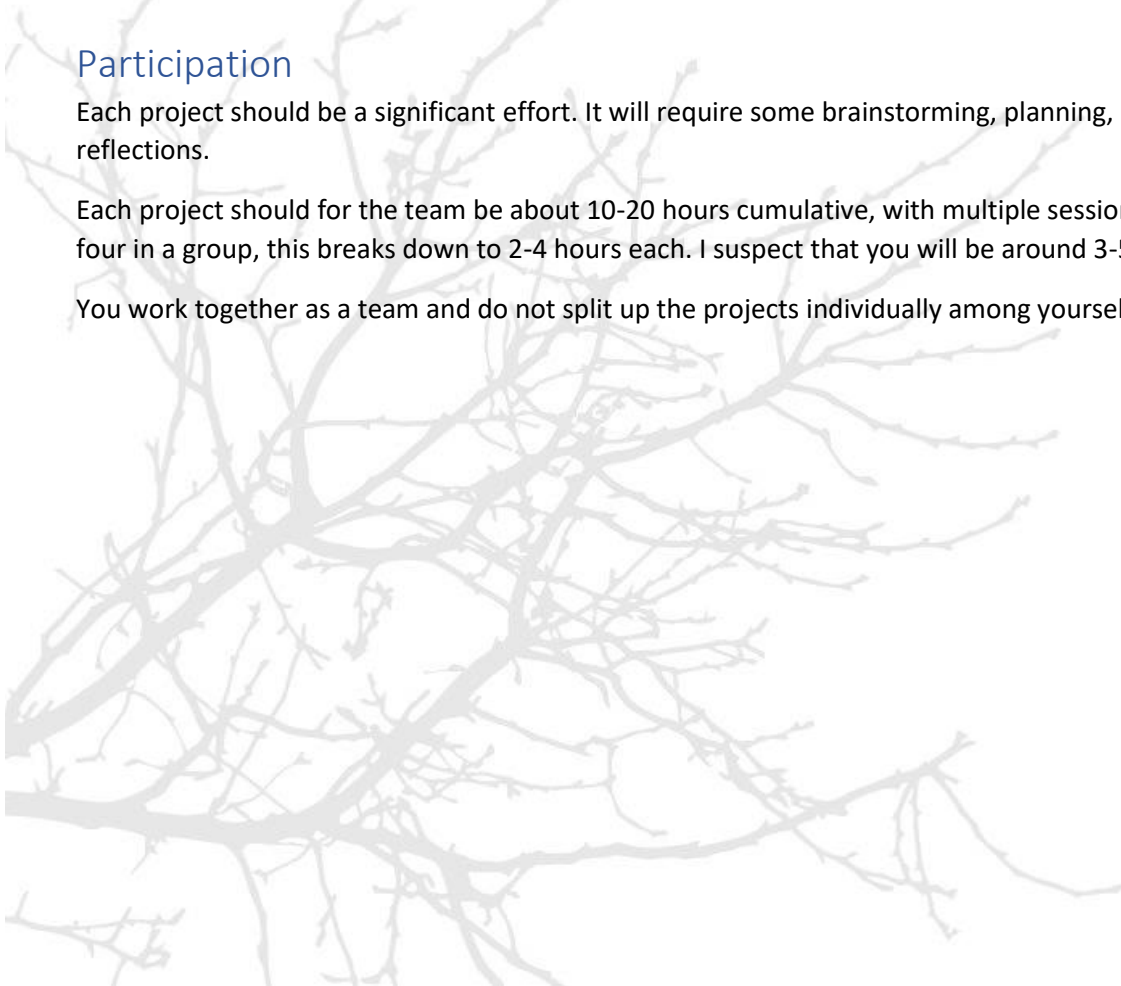 Participation
Each project should be a significant effort. It will require some brainstorming, planning,
reflections.
Each project should for the team be about 10-20 hours cumulative, with multiple session
four in a group, this breaks down to 2-4 hours each. I suspect that you will be around 3-
You work together as a team and do not split up the projects individually among yoursel